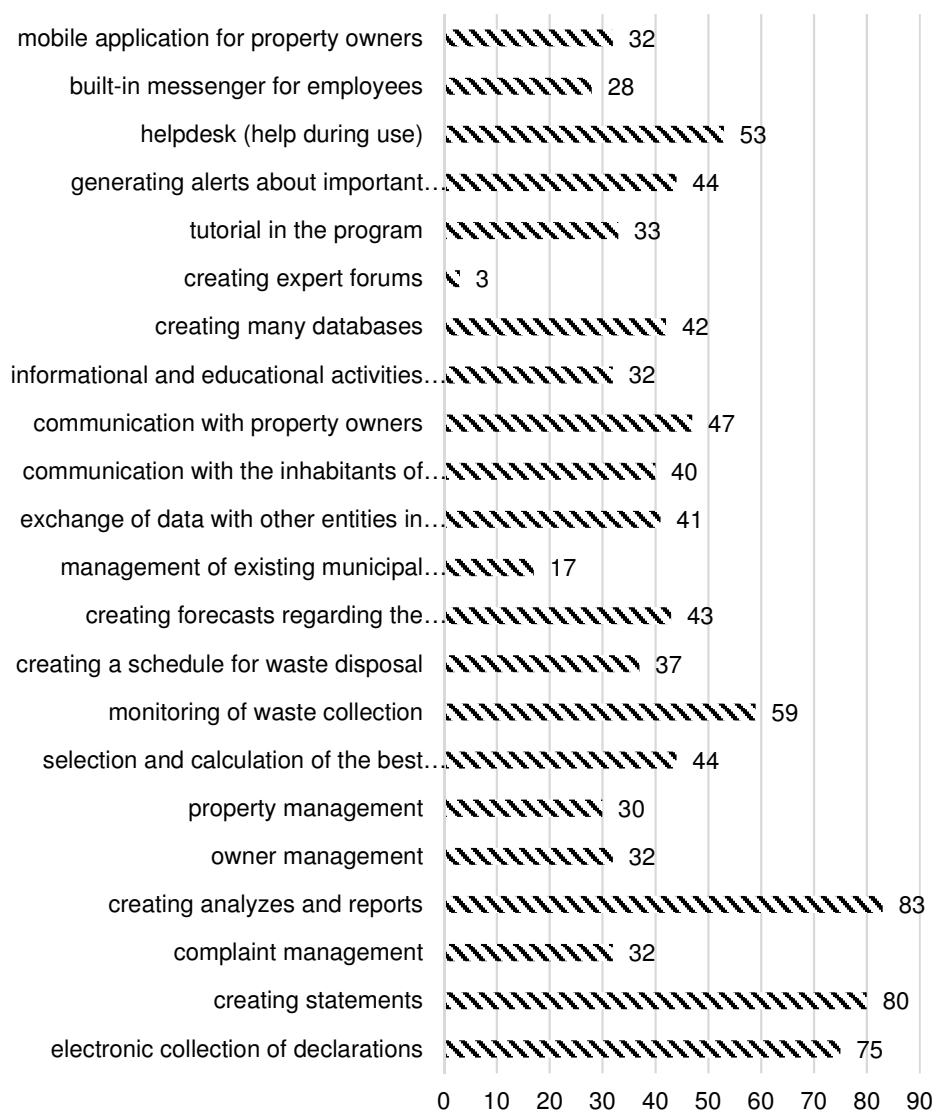 mobile application for property owners 32
built-in messenger for employees 28
helpdesk (help during use) 53
generating alerts about important… 44
tutorial in the program 33
creating expert forums 3
creating many databases 42
informational and educational activities… 32
communication with property owners 47
communication with the inhabitants of… 40
exchange of data with other entities in… 41
management of existing municipal… 17
creating forecasts regarding the… 43
creating a schedule for waste disposal 37
monitoring of waste collection 59
selection and calculation of the best… 44
property management 30
owner management 32
creating analyzes and reports 83
complaint management 32
creating statements 80
electronic collection of declarations 75
0 10 20 30 40 50 60 70 80 90